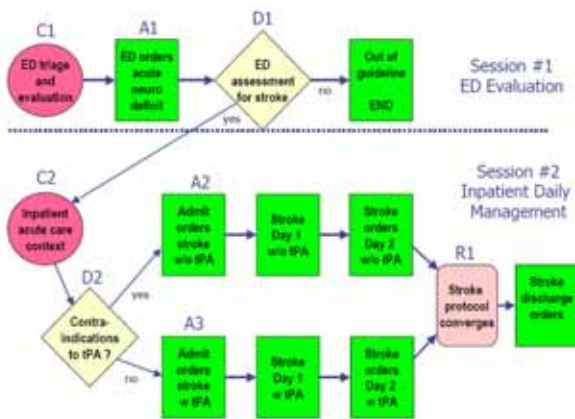 C1
A1
D1
ED triage
and
evaluation
ED orders
acute
neuro
deficit
ED
assessment
for stroke
no
Out of
guideline
END
Session #1
ED Evaluation
yes
C2
Inpatient
acute care
context
Session #2
Inpatient Daily
Management
A2
Admit
orders
stroke
w/o tPA
Stroke
Day 1
w/o tPA
Stroke
orders
Day 2
w/o tPA
D2
Contra-
indications
to tPA ?
yes
no
R1
Stroke
protocol
converges
Stroke
discharge
orders
A3
Admit
orders
stroke
w tPA
Stroke
Day 1
w tPA
Stroke
orders
Day 2
w tPA